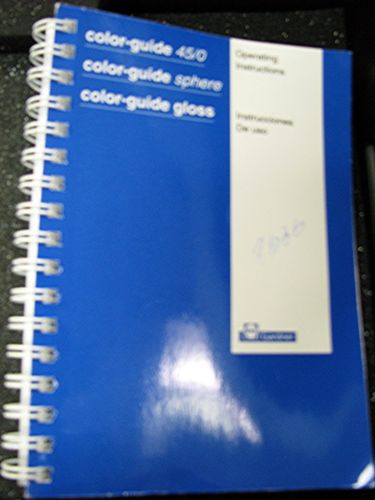 color-guide 45/0
color-guide sphere
color-guide gloss
Operating
Instructions
Instrucciones
De uso